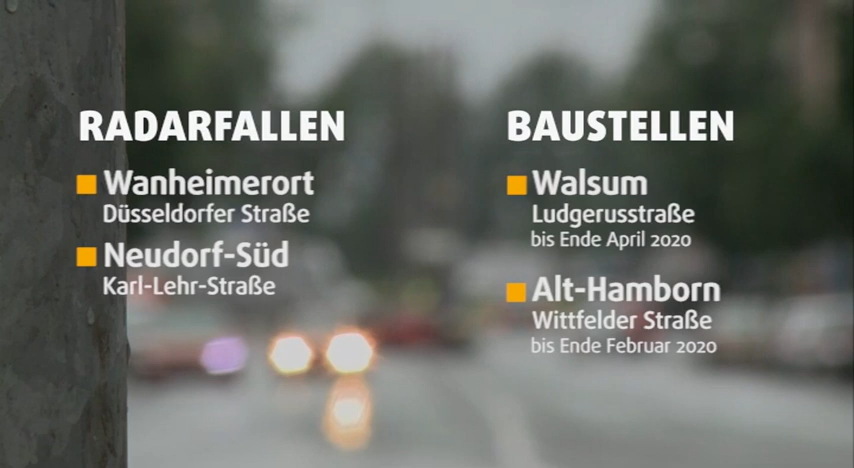 RADARFALLEN
Wanheimerort
Düsseldorfer Straße
Neudorf-Süd
Karl-Lehr-Straße
BAUSTELLEN
Walsum
Ludgerusstraße
bis Ende April 2020
Alt-Hamborn
Wittfelder Straße
bis Ende Februar 2020